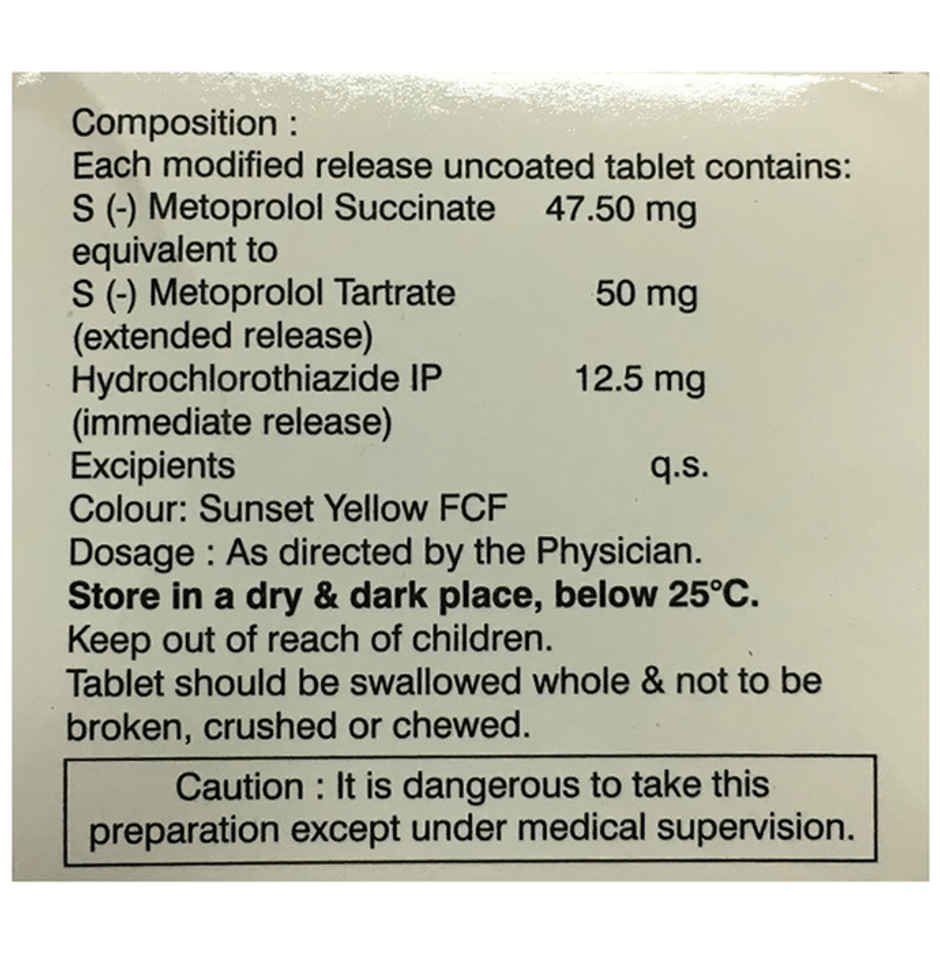 Composition :
Each modified release uncoated tablet contains:
S (-) Metoprolol Succinate 47.50 mg
equivalent to
S (-) Metoprolol Tartrate 50 mg
(extended release)
Hydrochlorothiazide IP 12.5 mg
(immediate release)
Excipients q.s.
Colour: Sunset Yellow FCF
Dosage : As directed by the Physician.
Store in a dry & dark place, below 25°C.
Keep out of reach of children.
Tablet should be swallowed whole & not to be
broken, crushed or chewed.
Caution : It is dangerous to take this
preparation except under medical supervision.